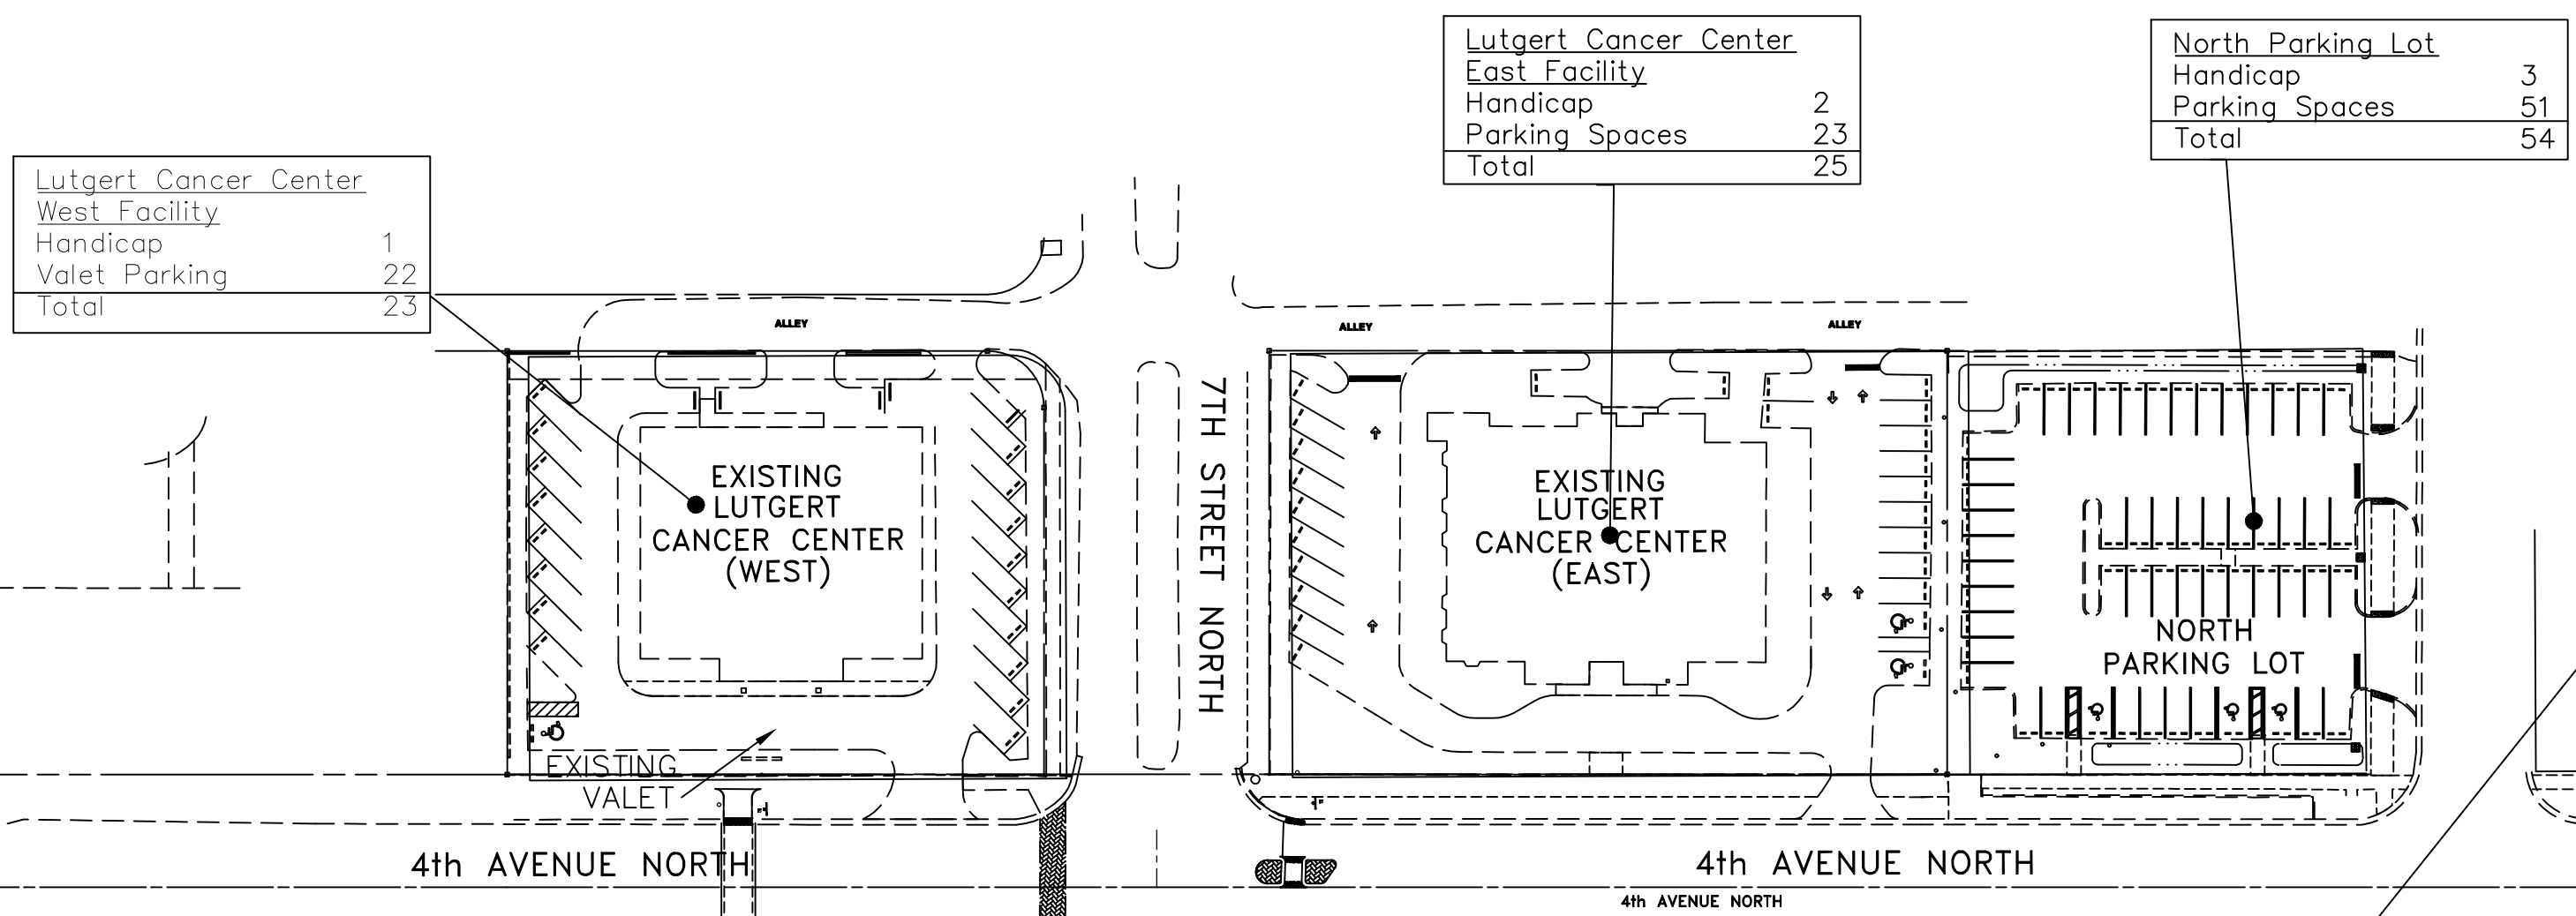 Lutgert Cancer Center
West Facility
Handicap 1
Valet Parking 22
Total 23
Lutgert Cancer Center
East Facility
Handicap 2
Parking Spaces 23
Total 25
North Parking Lot
Handicap 3
Parking Spaces 51
Total 54
ALLEY
ALLEY
ALLEY
EXISTING
LUTGERT
CANCER CENTER
(WEST)
7TH STREET NORTH
EXISTING
LUTGERT
CANCER CENTER
(EAST)
NORTH
PARKING LOT
EXISTING
VALET
4th AVENUE NORTH
4th AVENUE NORTH
4th AVENUE NORTH